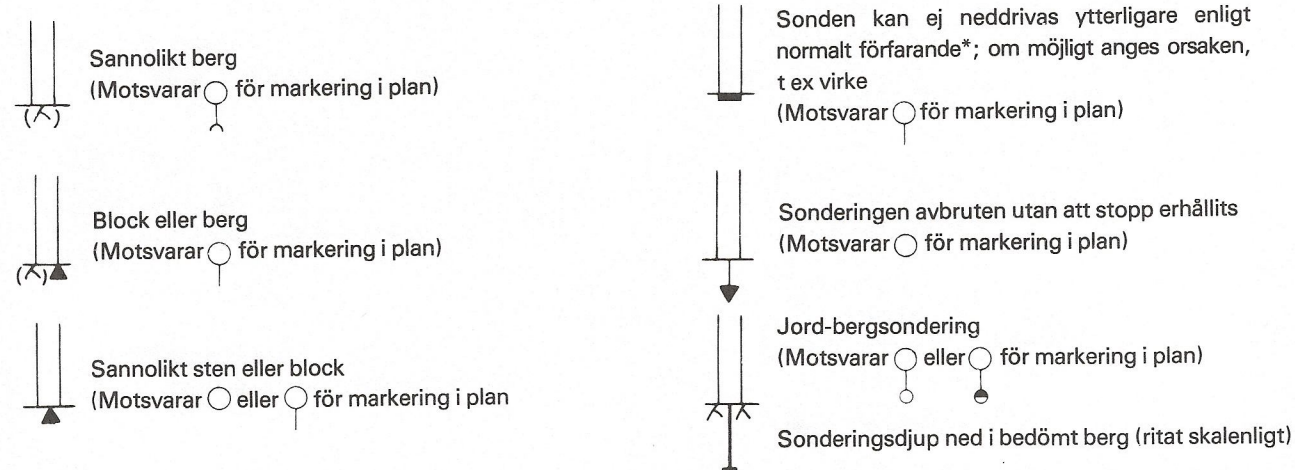 Sannolikt berg
(Motsvarar för markering i plan)
Block eller berg
(Motsvarar för markering i plan)
Sannolikt sten eller block
(Motsvarar eller för markering i plan
Sonden kan ej neddrivas ytterligare enligt
normalt förfarande*; om möjligt anges orsaken,
t ex virke
(Motsvarar för markering i plan)
Sonderingen avbruten utan att stopp erhållits
(Motsvarar för markering i plan)
Jord-bergsondering
(Motsvarar eller för markering i plan)
Sonderingsdjup ned i bedömt berg (ritat skalenligt)